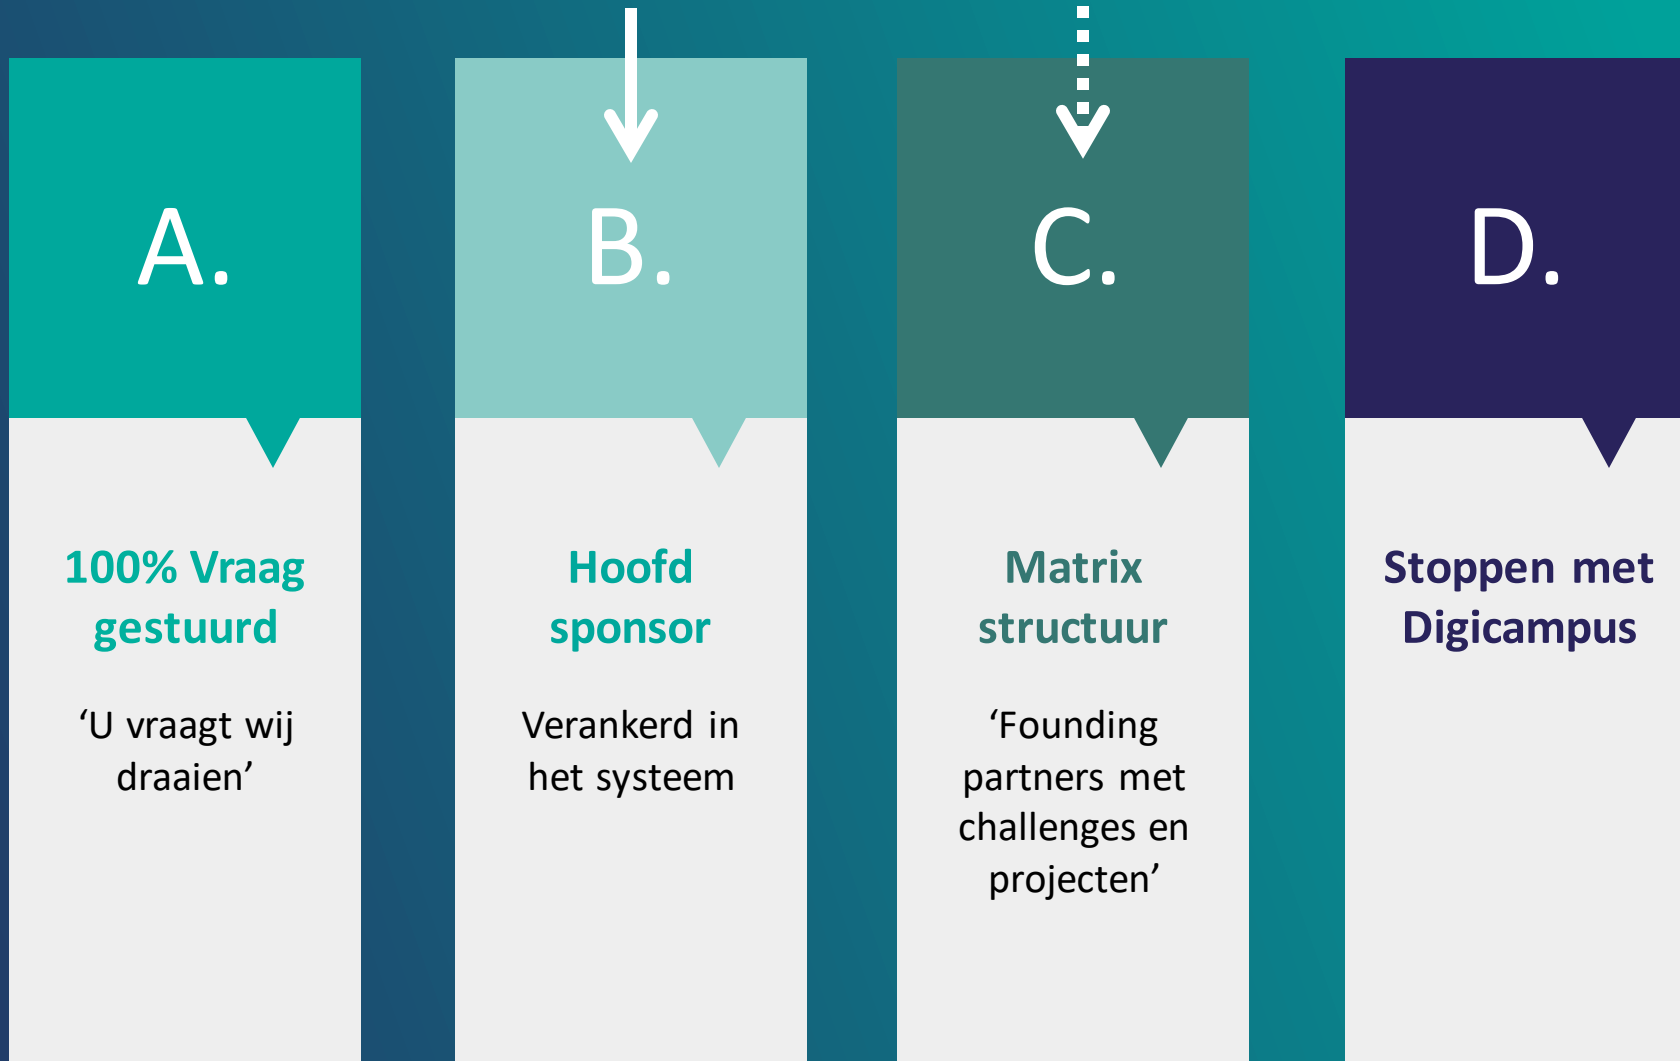 A.
100% Vraag
gestuurd
‘U vraagt wij
draaien’
B.
Hoofd
sponsor
Verankerd in
het systeem
C.
Matrix
structuur
‘Founding
partners met
challenges en
projecten’
D.
Stoppen met
Digicampus